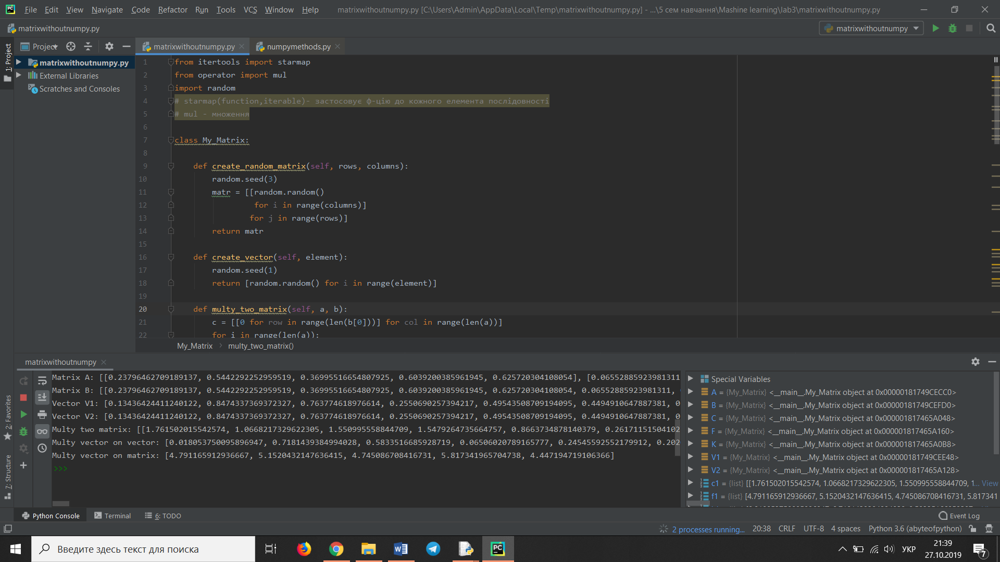 File Edit View Navigate Code Refactor Run Tools VCS Window Help matrixwithoutnumpy.py [C:\Users\Admin\AppData\Local\Temp\matrixwithoutnumpy.py] - ...\5 сем навчання\Mashine learning\lab3\matrixwithoutnumpy.py
matrixwithoutnumpy.py
matrixwithoutnumpy
Project
matrixwithoutnumpy.py
numpymethods.py
1: Project
matrixwithoutnumpy.py
External Libraries
Scratches and Consoles
1 from itertools import starmap
2 from operator import mul
3 import random
4 # starmap(function,iterable)- застосовує ф-цію до кожного елемента послідовності
5 # mul - множення
6
7 class My_Matrix:
8
9 def create_random_matrix(self, rows, columns):
10 random.seed(3)
11 matr = [[random.random()
12 for i in range(columns)]
13 for j in range(rows)]
14 return matr
15
16 def create_vector(self, element):
17 random.seed(1)
18 return [random.random() for i in range(element)]
19
20 def multy_two_matrix(self, a, b):
21 c = [[0 for row in range(len(b[0]))] for col in range(len(a))]
22 for i in range(len(a)):
My_Matrix › multy_two_matrix()
matrixwithoutnumpy
Matrix A: [[0.23796462709189137, 0.5442292252959519, 0.36995516654807925, 0.6039200385961945, 0.625720304108054], [0.06552885923981311
Matrix B: [[0.23796462709189137, 0.5442292252959519, 0.36995516654807925, 0.6039200385961945, 0.625720304108054, 0.06552885923981311,
Vector V1: [0.13436424411240122, 0.8474337369372327, 0.763774618976614, 0.2550690257394217, 0.49543508709194095, 0.4494910647887381, 0
Vector V2: [0.13436424411240122, 0.8474337369372327, 0.763774618976614, 0.2550690257394217, 0.49543508709194095, 0.4494910647887381, 0
Multy two matrix: [[1.761502015542574, 1.0668217329622305, 1.550995558844709, 1.5479264735664757, 0.8663734878140379, 0.26171151504102
Multy vector on vector: [0.018053750095896947, 0.7181439384994028, 0.5833516685928719, 0.06506020789165777, 0.24545592552179912, 0.202
Multy vector on matrix: [4.791165912936667, 5.1520432147636415, 4.745086708416731, 5.817341965704738, 4.447194719106366]
>>>
Special Variables
A = {My_Matrix} <__main__.My_Matrix object at 0x00000181749CECC0>
B = {My_Matrix} <__main__.My_Matrix object at 0x00000181749CEFD0>
C = {My_Matrix} <__main__.My_Matrix object at 0x000001817465A048>
F = {My_Matrix} <__main__.My_Matrix object at 0x000001817465A160>
K = {My_Matrix} <__main__.My_Matrix object at 0x000001817465A0B8>
V1 = {My_Matrix} <__main__.My_Matrix object at 0x00000181749CEE48>
V2 = {My_Matrix} <__main__.My_Matrix object at 0x000001817465A128>
c1 = {list} [[1.761502015542574, 1.0668217329622305, 1.550995558844709, 1... View
f1 = {list} [4.791165912936667, 5.1520432147636415, 4.745086708416731, 5.817341
2: Favorites
7: Structure
Python Console
Terminal
6: TODO
Event Log
2 processes running... 20:38 CRLF UTF-8 4 spaces Python 3.6 (abyteofpython)
Введите здесь текст для поиска
УКР
21:39
27.10.2019
7